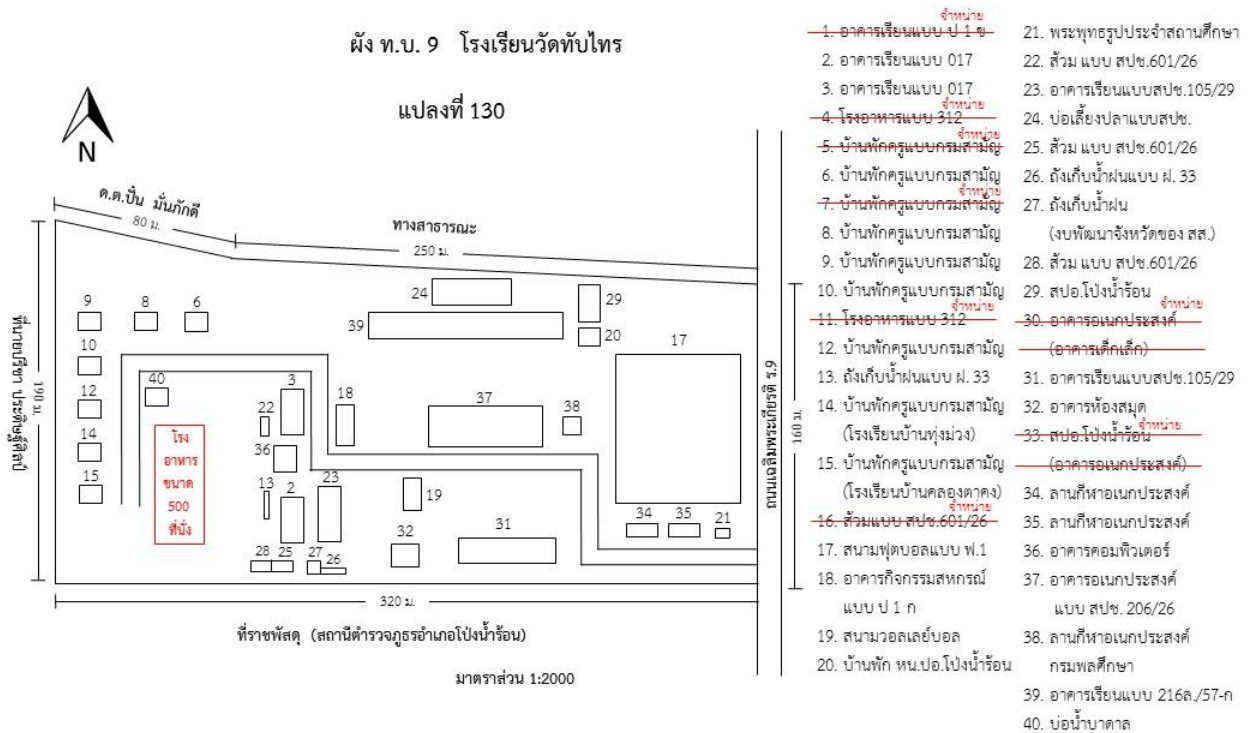 ผัง ท.บ. 9 โรงเรียนวัดทับไทร
แปลงที่ 130
N
ด.ต.ปั่น มั่นภักดี
80 ม.
ทางสาธารณะ
250 ม.
190 ม.
160 ม.
ถนนเฉลิมพระเกียรติ ร.9
9
8
6
24
29
39
20
17
10
12
40
3
18
37
38
22
14
36
15
13
2
23
19
34
35
21
32
31
28
25
27
26
โรง
อาหาร
ขนาด
500
ที่นั่ง
320 ม.
ที่ราชพัสดุ (สถานีตำรวจภูธรอำเภอโป่งน้ำร้อน)
มาตราส่วน 1:2000
จำหน่าย
1. อาคารเรียนแบบ ป 1 ข
2. อาคารเรียนแบบ 017
3. อาคารเรียนแบบ 017
จำหน่าย
4. โรงอาหารแบบ 312
จำหน่าย
5. บ้านพักครูแบบกรมสามัญ
6. บ้านพักครูแบบกรมสามัญ
จำหน่าย
7. บ้านพักครูแบบกรมสามัญ
8. บ้านพักครูแบบกรมสามัญ
9. บ้านพักครูแบบกรมสามัญ
10. บ้านพักครูแบบกรมสามัญ
จำหน่าย
11. โรงอาหารแบบ 312
12. บ้านพักครูแบบกรมสามัญ
13. ถังเก็บน้ำฝนแบบ ฝ. 33
14. บ้านพักครูแบบกรมสามัญ
(โรงเรียนบ้านทุ่งม่วง)
15. บ้านพักครูแบบกรมสามัญ
(โรงเรียนบ้านคลองตาคง)
จำหน่าย
16. ส้วมแบบ สปช.601/26
17. สนามฟุตบอลแบบ ฟ.1
18. อาคารกิจกรรมสหกรณ์
แบบ ป 1 ก
19. สนามวอลเลย์บอล
20. บ้านพัก หน.ปอ.โป่งน้ำร้อน
21. พระพุทธรูปประจำสถานศึกษา
22. ส้วม แบบ สปช.601/26
23. อาคารเรียนแบบสปช.105/29
24. บ่อเลี้ยงปลาแบบสปช.
25. ส้วม แบบ สปช.601/26
26. ถังเก็บน้ำฝนแบบ ฝ. 33
27. ถังเก็บน้ำฝน
(งบพัฒนาจังหวัดของ สส.)
28. ส้วม แบบ สปช.601/26
29. สปอ.โป่งน้ำร้อน
จำหน่าย
30. อาคารอเนกประสงค์
(อาคารเด็กเล็ก)
31. อาคารเรียนแบบสปช.105/29
32. อาคารห้องสมุด
จำหน่าย
33. สปอ.โป่งน้ำร้อน
(อาคารอเนกประสงค์)
34. ลานกีฬาอเนกประสงค์
35. ลานกีฬาอเนกประสงค์
36. อาคารคอมพิวเตอร์
37. อาคารอเนกประสงค์
แบบ สปช. 206/26
38. ลานกีฬาอเนกประสงค์
กรมพลศึกษา
39. อาคารเรียนแบบ 216ล./57-ก
40. บ่อน้ำบาดาล